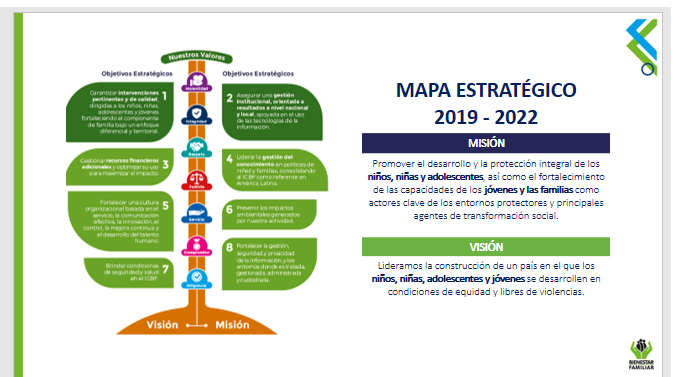 Nuestros Valores
Objetivos Estratégicos
Objetivos Estratégicos
Honestidad
Garantizar intervenciones
pertinentes y de calidad,
dirigidas a los niños, niñas,
adolescentes y jóvenes
fortaleciendo el componente
de familia bajo un enfoque
diferencial y territorial.
1
2
Asegurar una gestión
institucional, orientada a
resultados a nivel nacional
y local, apoyada en el uso
de las tecnologías de la
información.
Integridad
Respeto
Gestionar recursos financieros
adicionales y optimizar su uso
para maximizar el impacto.
3
4
Liderar la gestión del
conocimiento en políticas de
niñez y familias, consolidando
al ICBF como referente en
América Latina.
Justicia
Fortalecer una cultura
organizacional basada en el
servicio, la comunicación
efectiva, la innovación, el
control, la mejora continua y
el desarrollo del talento
humano.
5
6
Prevenir los impactos
ambientales generados
por nuestra actividad.
Servicio
Compromiso
8
Fortalecer la gestión,
seguridad y privacidad
de la información, y los
entornos donde es tratada,
gestionada, administrada
y custodiada.
Brindar condiciones
de seguridad y salud
en el ICBF.
7
Diligencia
Visión
Misión
MAPA ESTRATÉGICO
2019 - 2022
MISIÓN
Promover el desarrollo y la protección integral de los
niños, niñas y adolescentes, así como el fortalecimiento
de las capacidades de los jóvenes y las familias como
actores clave de los entornos protectores y principales
agentes de transformación social.
VISIÓN
Lideramos la construcción de un país en el que los
niños, niñas, adolescentes y jóvenes se desarrollen en
condiciones de equidad y libres de violencias.
BIENESTAR
FAMILIAR